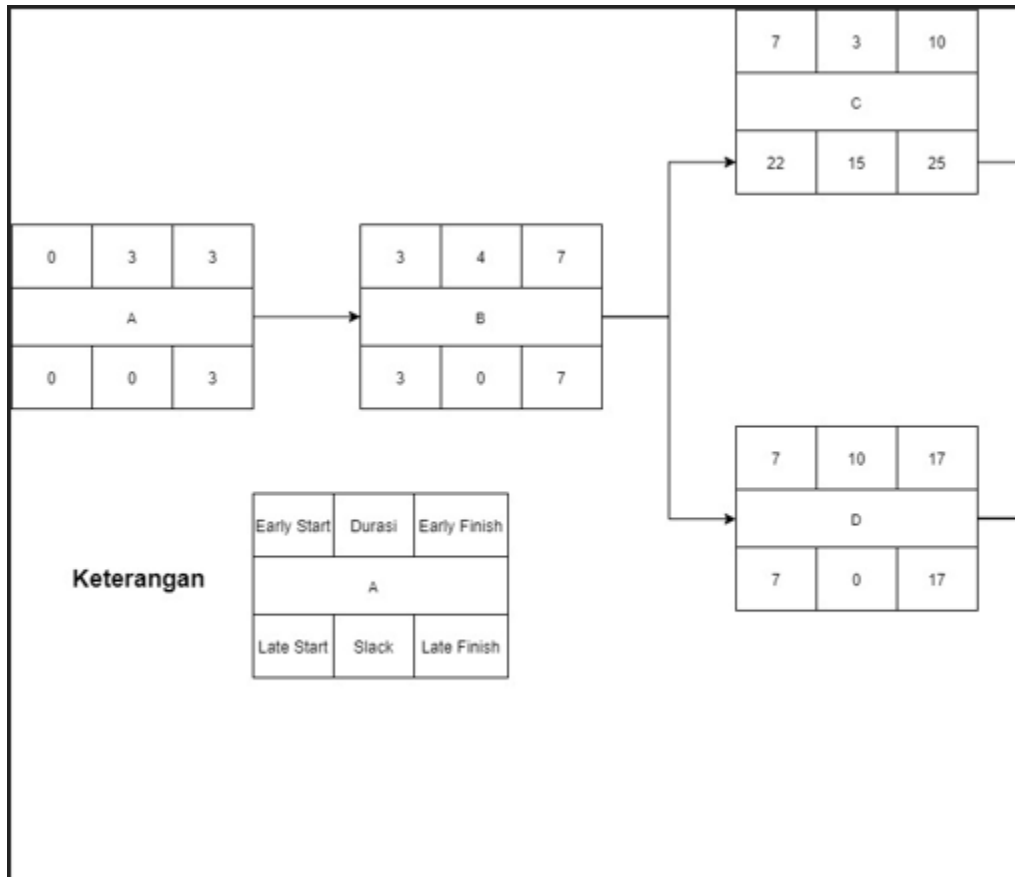 7 3 10
C
22 15 25
0 3 3
A
0 0 3
3 4 7
B
3 0 7
7 10 17
D
7 0 17
Keterangan
Early Start Durasi Early Finish
A
Late Start Slack Late Finish